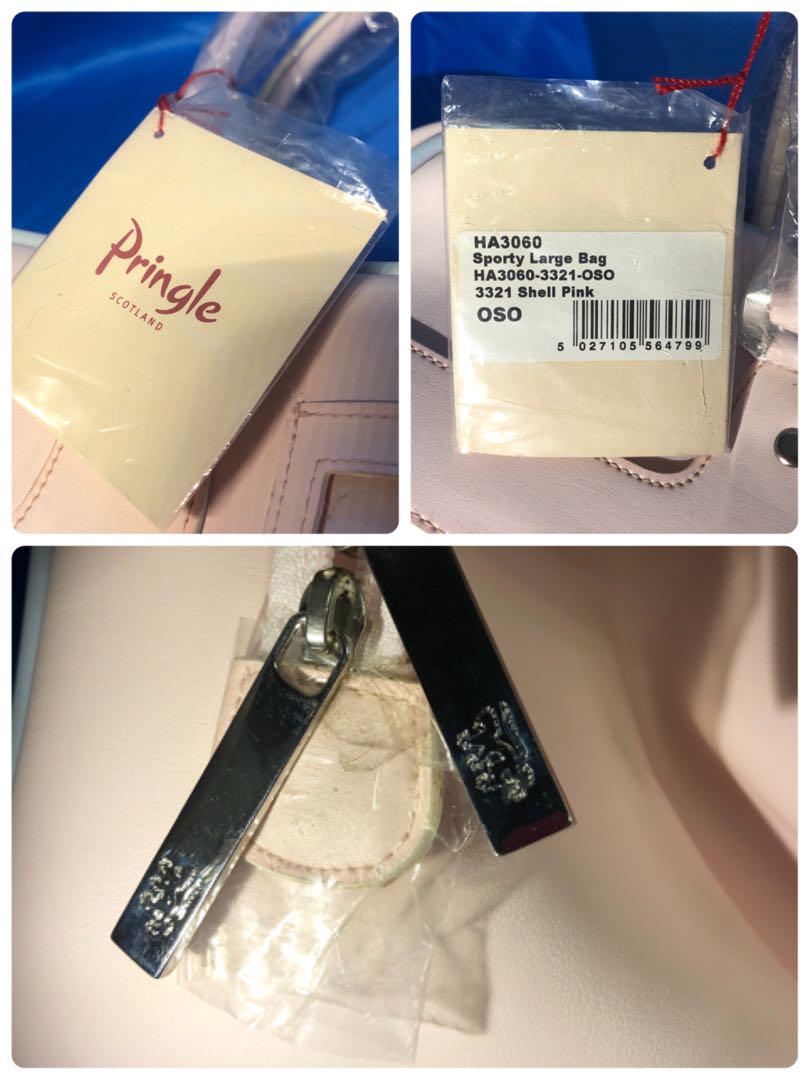 Pringle
SCOTLAND
HA3060
Sporty Large Bag
HA3060-3321-OSO
3321 Shell Pink
OSO
5 027105 564799